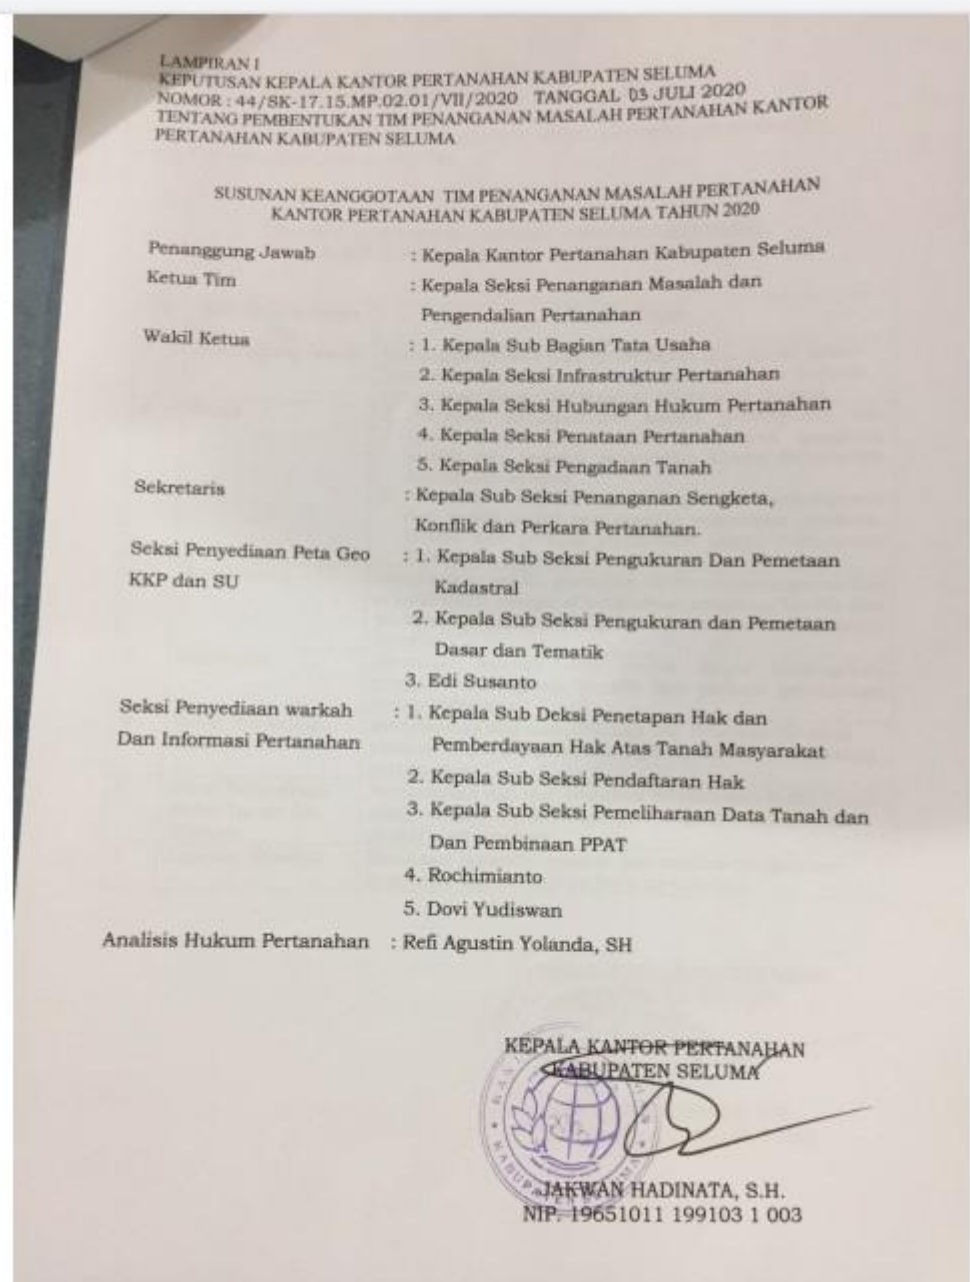 LAMPIRAN I
KEPUTUSAN KEPALA KANTOR PERTANAHAN KABUPATEN SELUMA
NOMOR : 44/SK-17.15.MP.02.01/VII/2020 TANGGAL 03 JULI 2020
TENTANG PEMBENTUKAN TIM PENANGANAN MASALAH PERTANAHAN KANTOR
PERTANAHAN KABUPATEN SELUMA
SUSUNAN KEANGGOTAAN TIM PENANGANAN MASALAH PERTANAHAN
KANTOR PERTANAHAN KABUPATEN SELUMA TAHUN 2020
Penanggung Jawab : Kepala Kantor Pertanahan Kabupaten Seluma
Ketua Tim : Kepala Seksi Penanganan Masalah dan
Pengendalian Pertanahan
Wakil Ketua : 1. Kepala Sub Bagian Tata Usaha
2. Kepala Seksi Infrastruktur Pertanahan
3. Kepala Seksi Hubungan Hukum Pertanahan
4. Kepala Seksi Penataan Pertanahan
5. Kepala Seksi Pengadaan Tanah
Sekretaris : Kepala Sub Seksi Penanganan Sengketa,
Konflik dan Perkara Pertanahan.
Seksi Penyediaan Peta Geo : 1. Kepala Sub Seksi Pengukuran Dan Pemetaan
KKP dan SU Kadastral
2. Kepala Sub Seksi Pengukuran dan Pemetaan
Dasar dan Tematik
3. Edi Susanto
Seksi Penyediaan warkah : 1. Kepala Sub Deksi Penetapan Hak dan
Dan Informasi Pertanahan Pemberdayaan Hak Atas Tanah Masyarakat
2. Kepala Sub Seksi Pendaftaran Hak
3. Kepala Sub Seksi Pemeliharaan Data Tanah dan
Dan Pembinaan PPAT
4. Rochimianto
5. Dovi Yudiswan
Analisis Hukum Pertanahan : Refi Agustin Yolanda, SH
KEPALA KANTOR PERTANAHAN
KABUPATEN SELUMA
JAKWAN HADINATA, S.H.
NIP. 19651011 199103 1 003